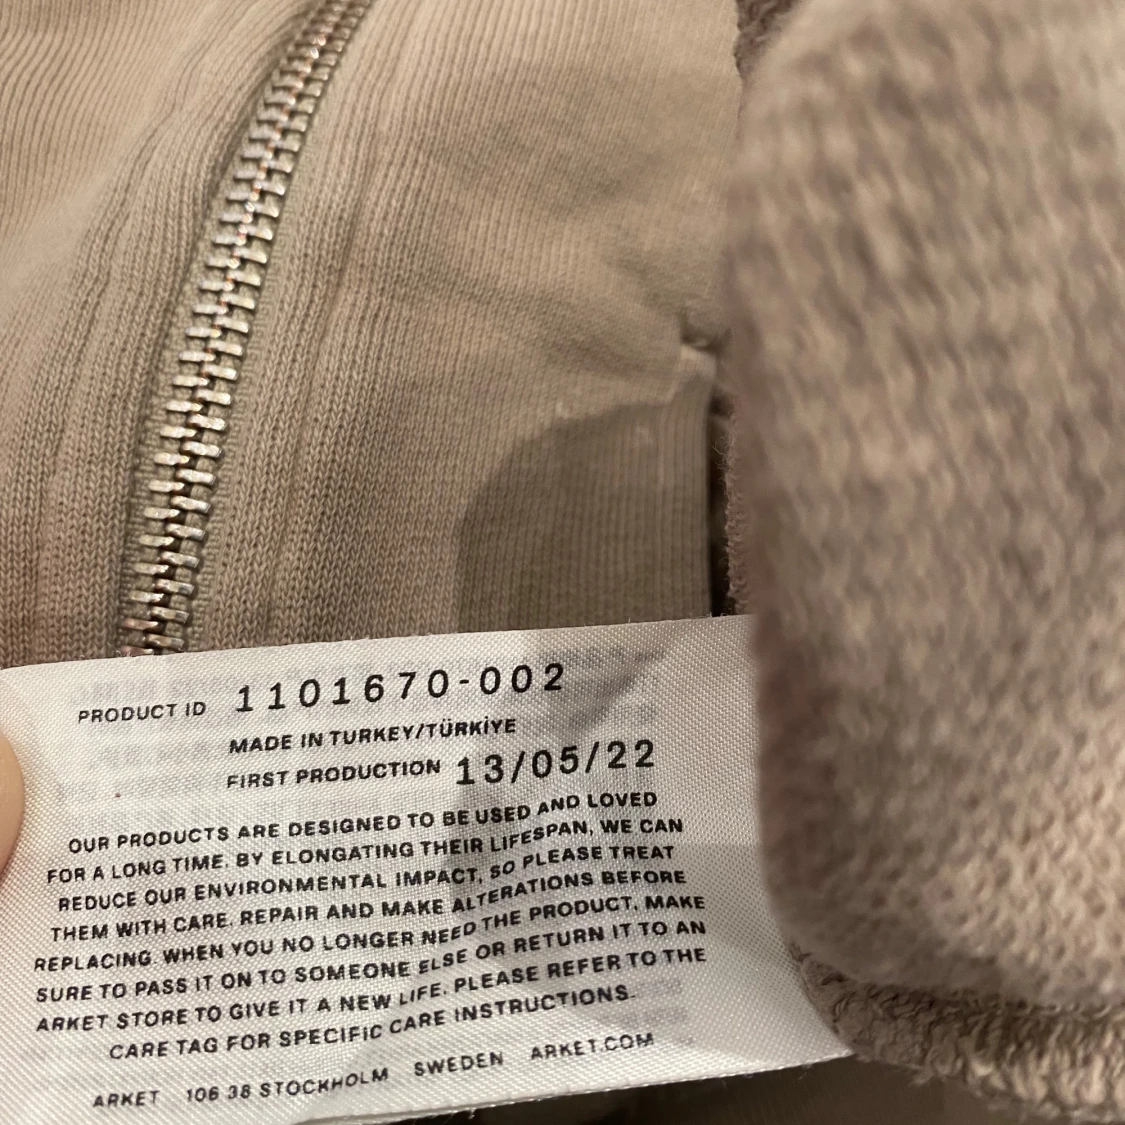 PRODUCT ID 1101670-002
MADE IN TURKEY/TÜRKİYE
FIRST PRODUCTION 13/05/22
OUR PRODUCTS ARE DESIGNED TO BE USED AND LOVED
FOR A LONG TIME. BY ELONGATING THEIR LIFESPAN, WE CAN
REDUCE OUR ENVIRONMENTAL IMPACT, SO PLEASE TREAT
THEM WITH CARE. REPAIR AND MAKE ALTERATIONS BEFORE
REPLACING. WHEN YOU NO LONGER NEED THE PRODUCT, MAKE
SURE TO PASS IT ON TO SOMEONE ELSE OR RETURN IT TO AN
ARKET STORE TO GIVE IT A NEW LIFE. PLEASE REFER TO THE
CARE TAG FOR SPECIFIC CARE INSTRUCTIONS.
ARKET 106 38 STOCKHOLM SWEDEN ARKET.COM